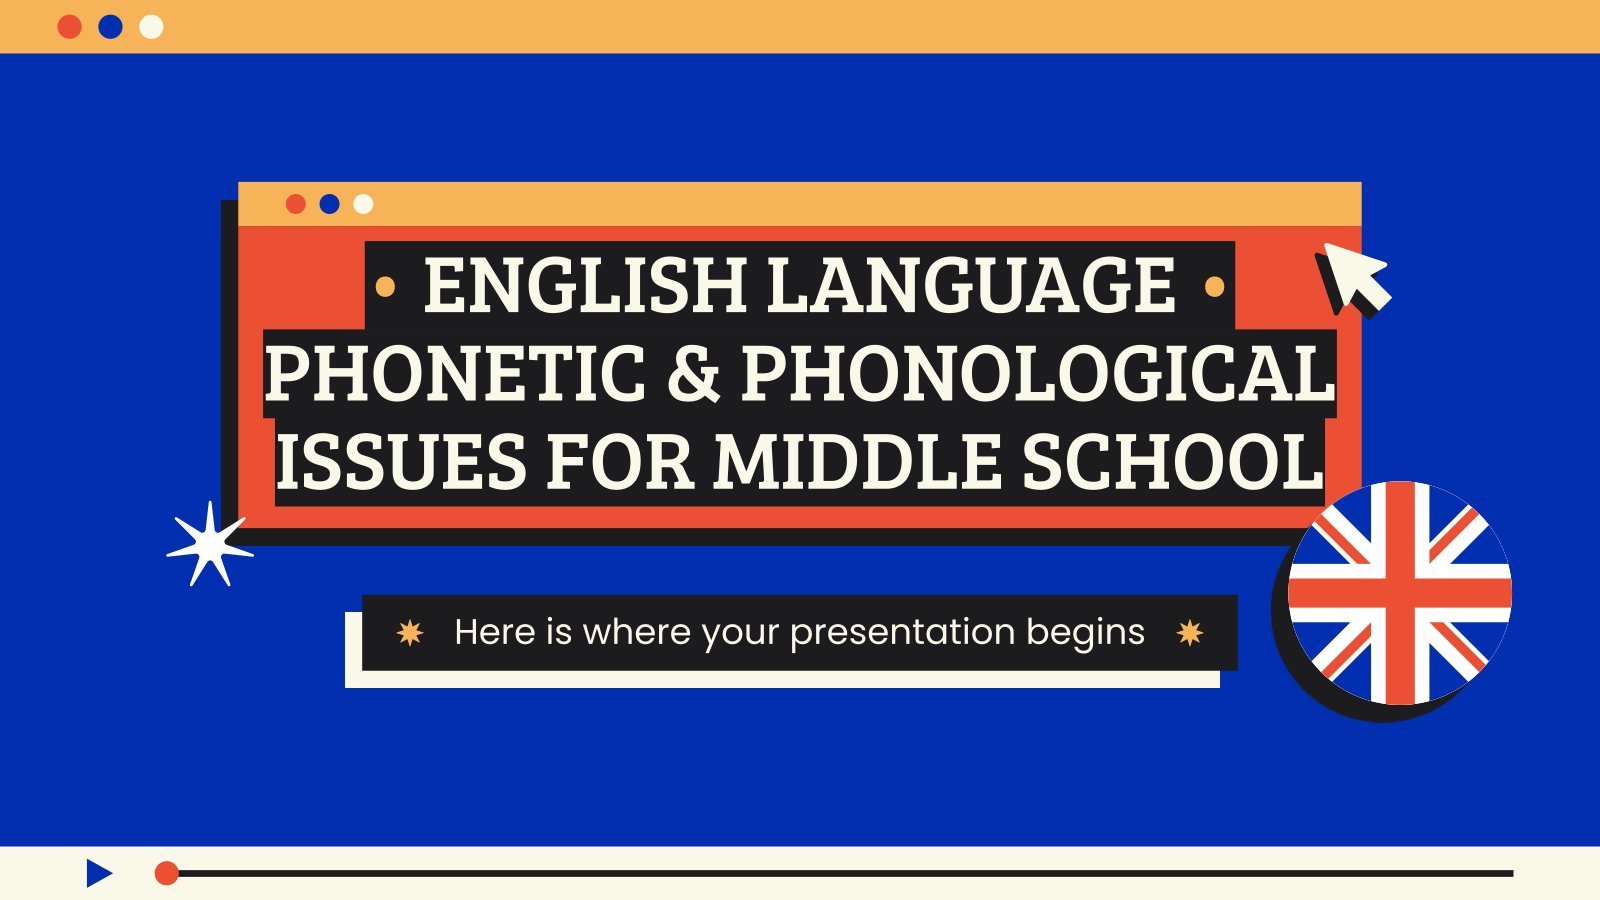 ENGLISH LANGUAGE
PHONETIC & PHONOLOGICAL
ISSUES FOR MIDDLE SCHOOL
Here is where your presentation begins